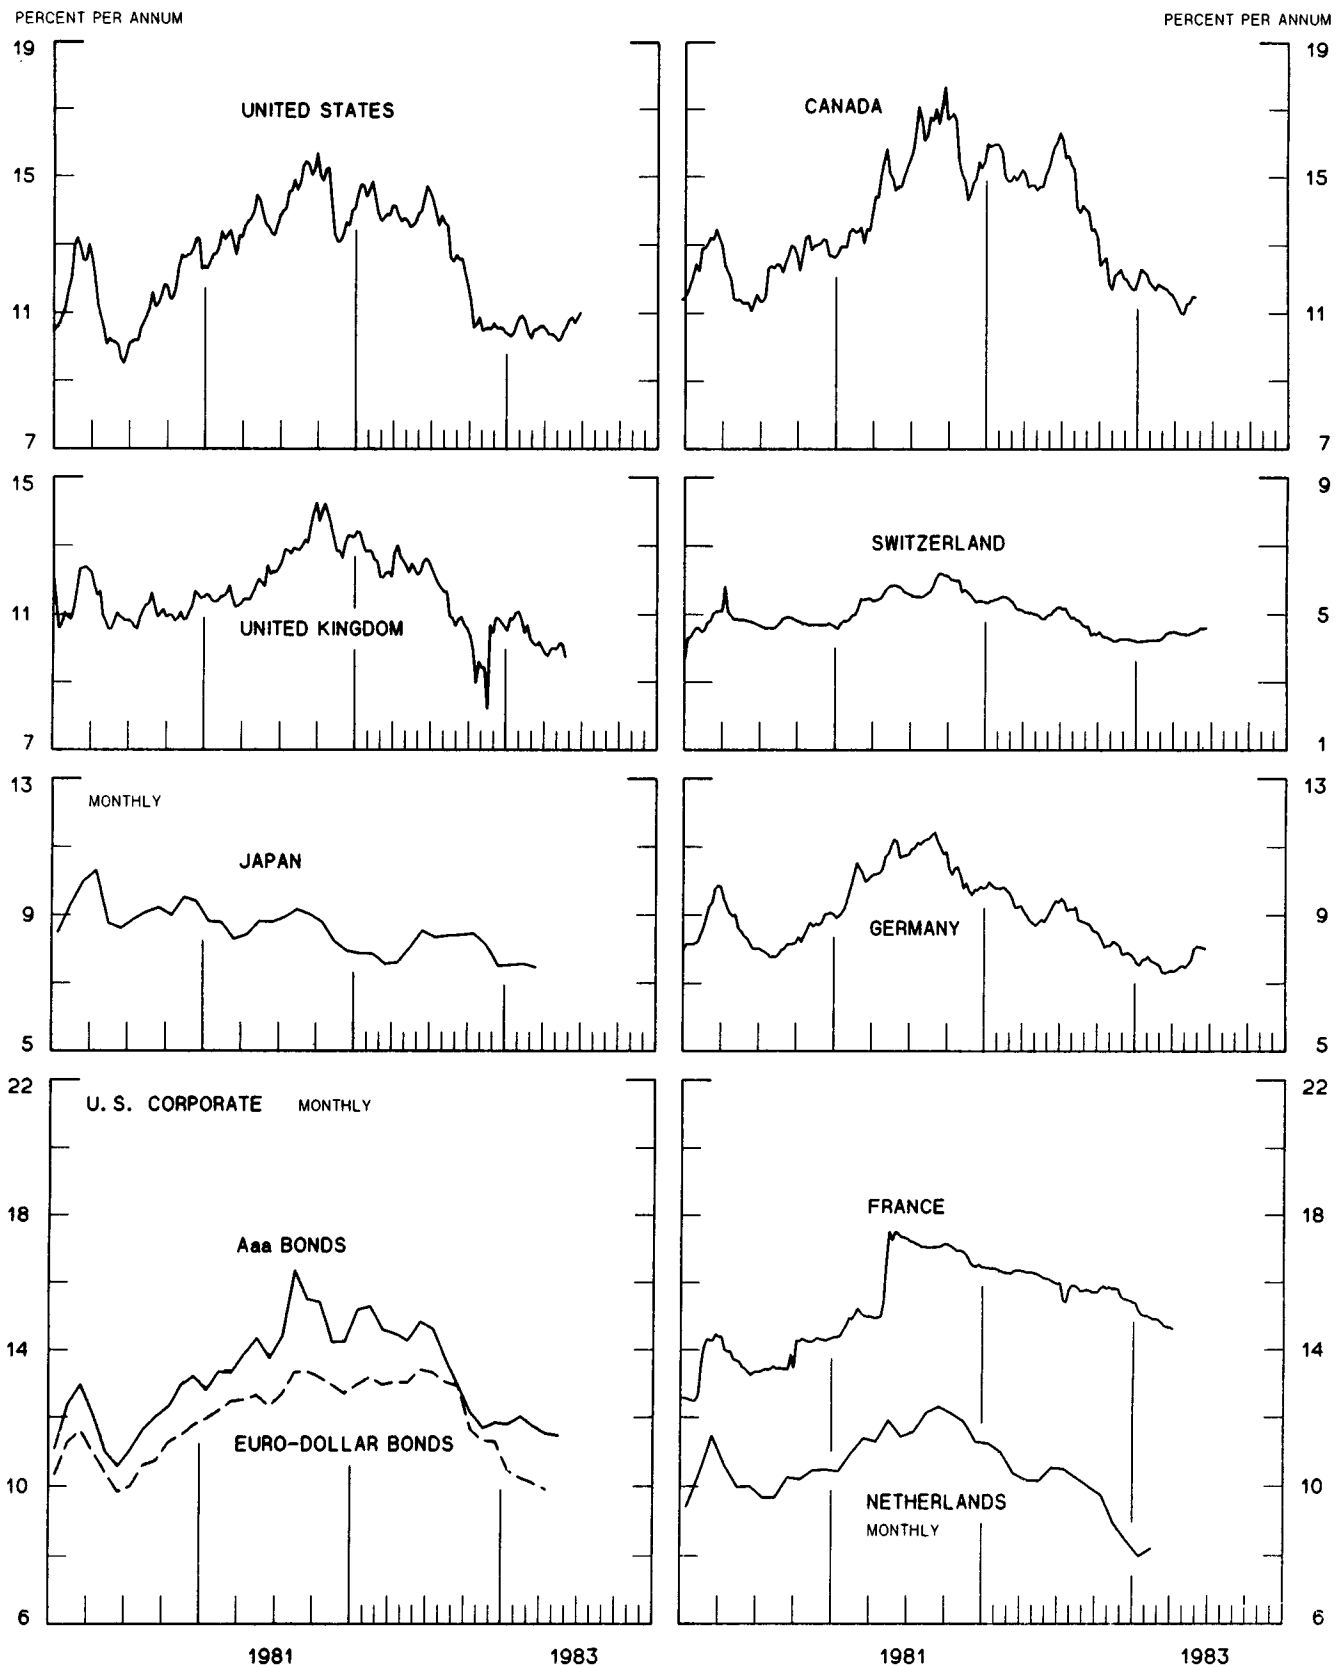 PERCENT PER ANNUM
PERCENT PER ANNUM
19
15
11
7
UNITED STATES
CANADA
19
15
11
7
15
11
7
UNITED KINGDOM
SWITZERLAND
9
5
1
13
9
5
MONTHLY
JAPAN
GERMANY
13
9
5
22
18
14
10
6
U. S. CORPORATE MONTHLY
Aaa BONDS
EURO-DOLLAR BONDS
1981
1983
FRANCE
NETHERLANDS
MONTHLY
22
18
14
10
6
1981
1983